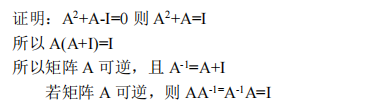 证明：A²+A-I=0 则 A²+A=I
所以 A(A+I)=I
所以矩阵 A 可逆，且 A⁻¹=A+I
若矩阵 A 可逆，则 AA⁻¹⁼A⁻¹A=I